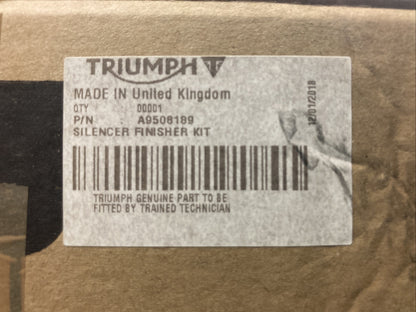 TRIUMPH
MADE IN United Kingdom
QTY : 00001
P/N : A9508189
SILENCER FINISHER KIT
TRIUMPH GENUINE PART TO BE
FITTED BY TRAINED TECHNICIAN
12/01/2018